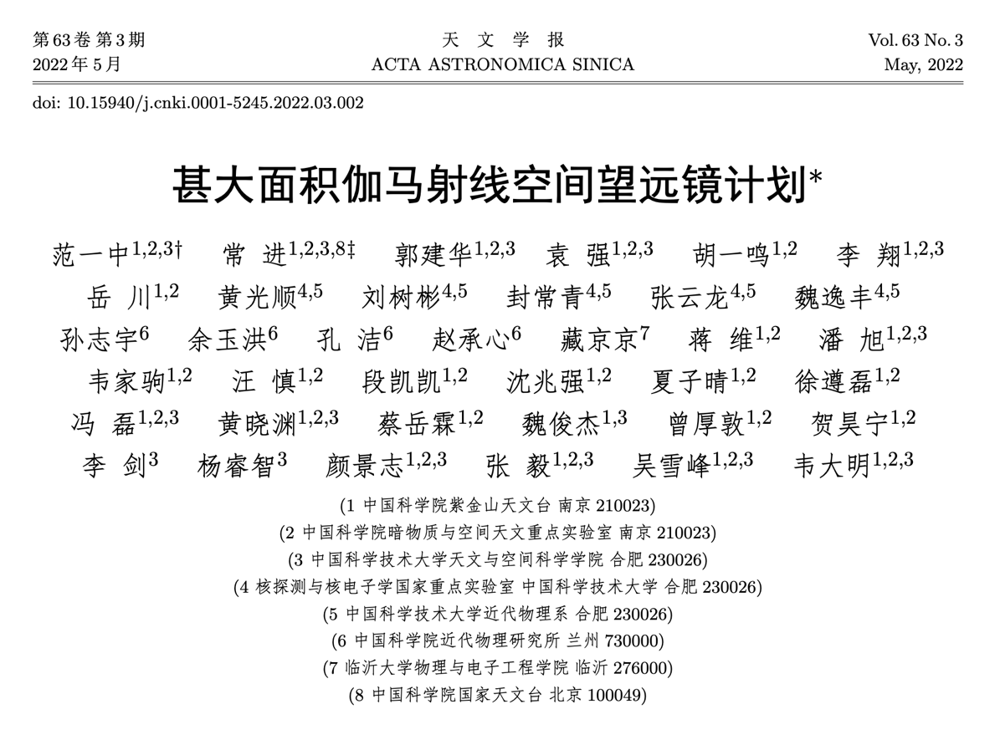 第63卷 第3期 天文学报 Vol. 63 No. 3
2022年5月 ACTA ASTRONOMICA SINICA May, 2022
doi: 10.15940/j.cnki.0001-5245.2022.03.002
甚大面积伽马射线空间望远镜计划*
范一中1,2,3† 常 进1,2,3,8‡ 郭建华1,2,3 袁 强1,2,3 胡一鸣1,2 李 翔1,2,3
岳 川1,2 黄光顺4,5 刘树彬4,5 封常青4,5 张云龙4,5 魏逸丰4,5
孙志宇6 余玉洪6 孔 洁6 赵承心6 藏京京7 蒋 维1,2 潘 旭1,2,3
韦家驹1,2 汪 慎1,2 段凯凯1,2 沈兆强1,2 夏子晴1,2 徐遵磊1,2
冯 磊1,2,3 黄晓渊1,2,3 蔡岳霖1,2 魏俊杰1,3 曾厚敦1,2 贺昊宁1,2
李 剑3 杨睿智3 颜景志1,2,3 张 毅1,2,3 吴雪峰1,2,3 韦大明1,2,3
(1 中国科学院紫金山天文台 南京 210023)
(2 中国科学院暗物质与空间天文重点实验室 南京 210023)
(3 中国科学技术大学天文与空间科学学院 合肥 230026)
(4 核探测与核电子学国家重点实验室 中国科学技术大学 合肥 230026)
(5 中国科学技术大学近代物理系 合肥 230026)
(6 中国科学院近代物理研究所 兰州 730000)
(7 临沂大学物理与电子工程学院 临沂 276000)
(8 中国科学院国家天文台 北京 100049)